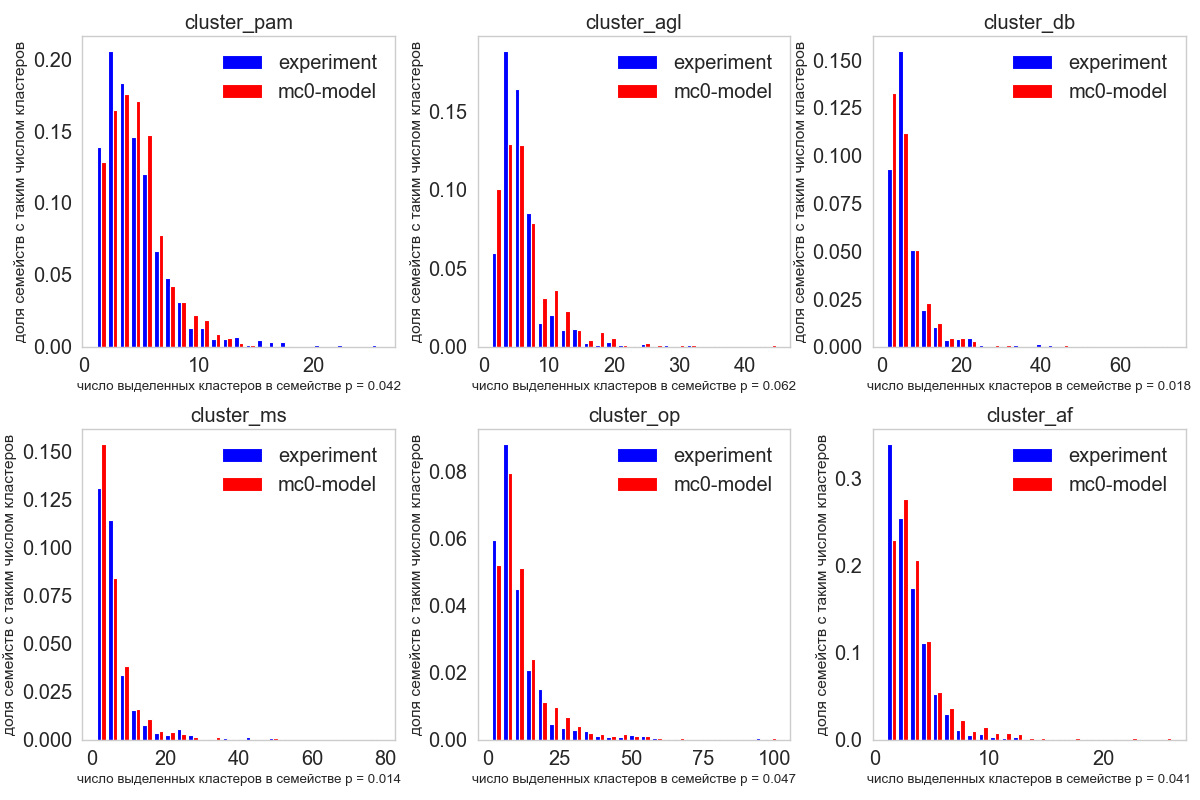 cluster_pam
доля семейств с таким числом кластеров
0.20
0.15
0.10
0.05
0.00
experiment
mc0-model
0 10 20
число выделенных кластеров в семействе p = 0.042
cluster_agl
доля семейств с таким числом кластеров
0.15
0.10
0.05
0.00
experiment
mc0-model
0 10 20 30 40
число выделенных кластеров в семействе p = 0.062
cluster_db
доля семейств с таким числом кластеров
0.150
0.125
0.100
0.075
0.050
0.025
0.000
experiment
mc0-model
0 20 40 60
число выделенных кластеров в семействе p = 0.018
cluster_ms
доля семейств с таким числом кластеров
0.150
0.125
0.100
0.075
0.050
0.025
0.000
experiment
mc0-model
0 20 40 60 80
число выделенных кластеров в семействе p = 0.014
cluster_op
доля семейств с таким числом кластеров
0.08
0.06
0.04
0.02
0.00
experiment
mc0-model
0 25 50 75 100
число выделенных кластеров в семействе p = 0.047
cluster_af
доля семейств с таким числом кластеров
0.3
0.2
0.1
0.0
experiment
mc0-model
0 10 20
число выделенных кластеров в семействе p = 0.041